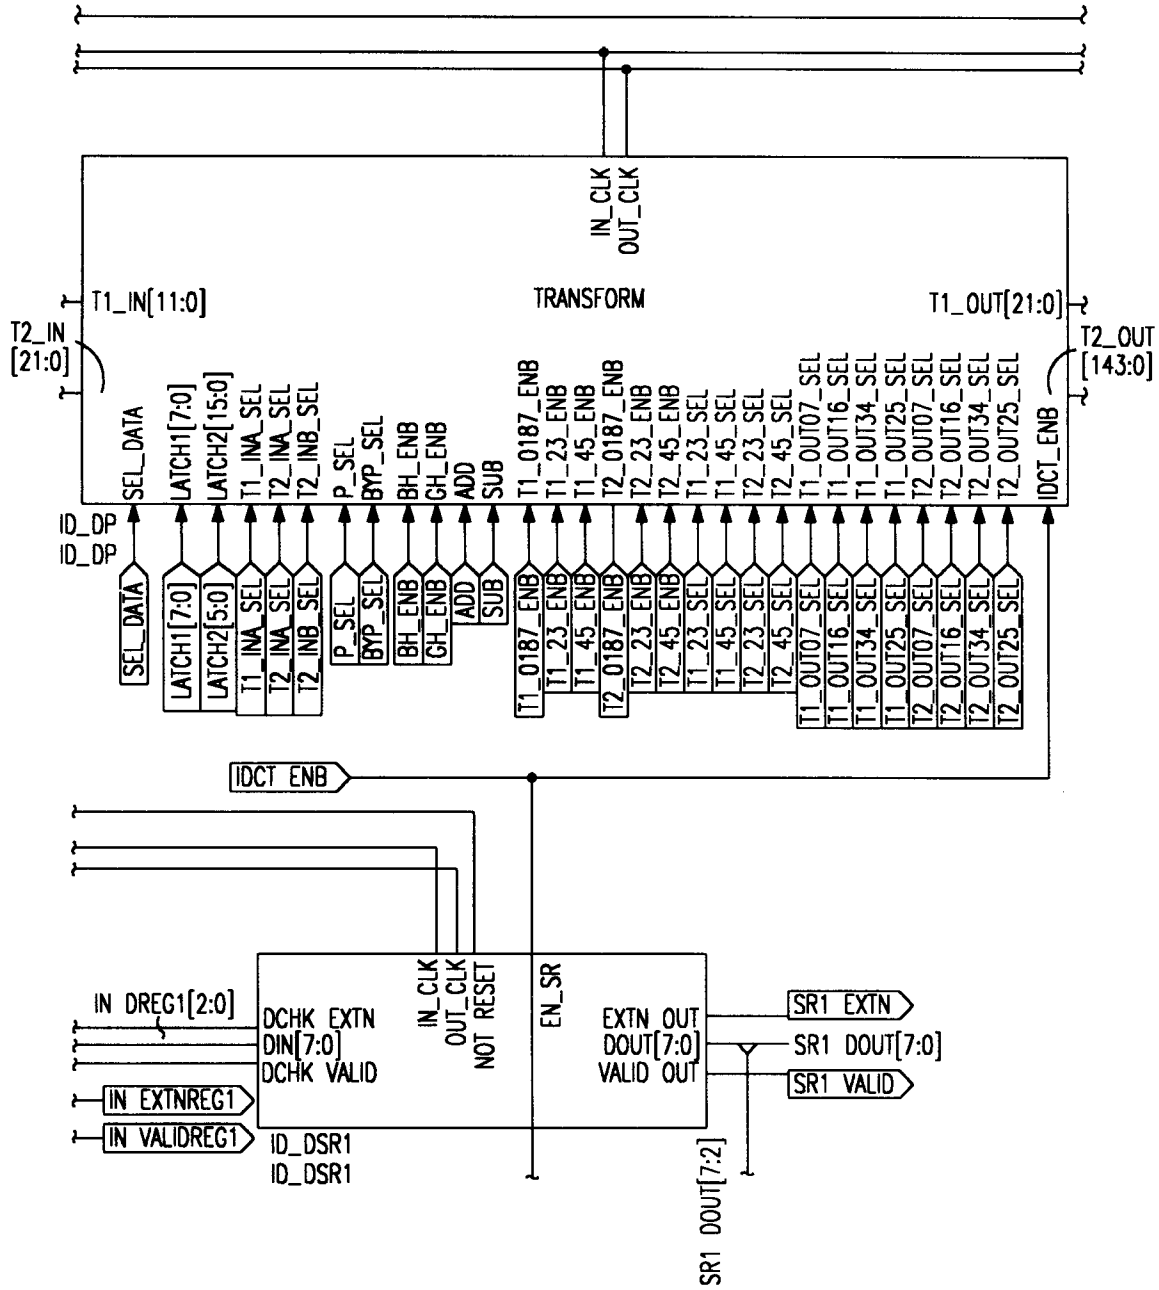 IN_CLK
OUT_CLK
T1_IN[11:0]
TRANSFORM
T1_OUT[21:0]
T2_IN
[21:0]
T2_OUT
[143:0]
SEL_DATA
LATCH1[7:0]
LATCH2[15:0]
T1_INA_SEL
T2_INA_SEL
T2_INB_SEL
P_SEL
BYP_SEL
BH_ENB
GH_ENB
ADD
SUB
T1_0187_ENB
T1_23_ENB
T1_45_ENB
T2_0187_ENB
T2_23_ENB
T2_45_ENB
T1_23_SEL
T1_45_SEL
T2_23_SEL
T2_45_SEL
T1_OUT07_SEL
T1_OUT16_SEL
T1_OUT34_SEL
T1_OUT25_SEL
T2_OUT07_SEL
T2_OUT16_SEL
T2_OUT34_SEL
T2_OUT25_SEL
IDCT_ENB
ID_DP
ID_DP
SEL_DATA
LATCH1[7:0]
LATCH2[5:0]
T1_INA_SEL
T2_INA_SEL
T2_INB_SEL
P_SEL
BYP_SEL
BH_ENB
GH_ENB
ADD
SUB
T1_0187_ENB
T1_23_ENB
T1_45_ENB
T2_0187_ENB
T2_23_ENB
T2_45_ENB
T1_23_SEL
T1_45_SEL
T2_23_SEL
T2_45_SEL
T1_OUT07_SEL
T1_OUT16_SEL
T1_OUT34_SEL
T1_OUT25_SEL
T2_OUT07_SEL
T2_OUT16_SEL
T2_OUT34_SEL
T2_OUT25_SEL
IDCT ENB
IN_CLK
OUT_CLK
NOT RESET
EN_SR
IN DREG1[2:0]
DCHK EXTN
DIN[7:0]
DCHK VALID
EXTN OUT
DOUT[7:0]
VALID OUT
SR1 EXTN
SR1 DOUT[7:0]
SR1 VALID
IN EXTNREG1
IN VALIDREG1
ID_DSR1
ID_DSR1
SR1 DOUT[7:2]